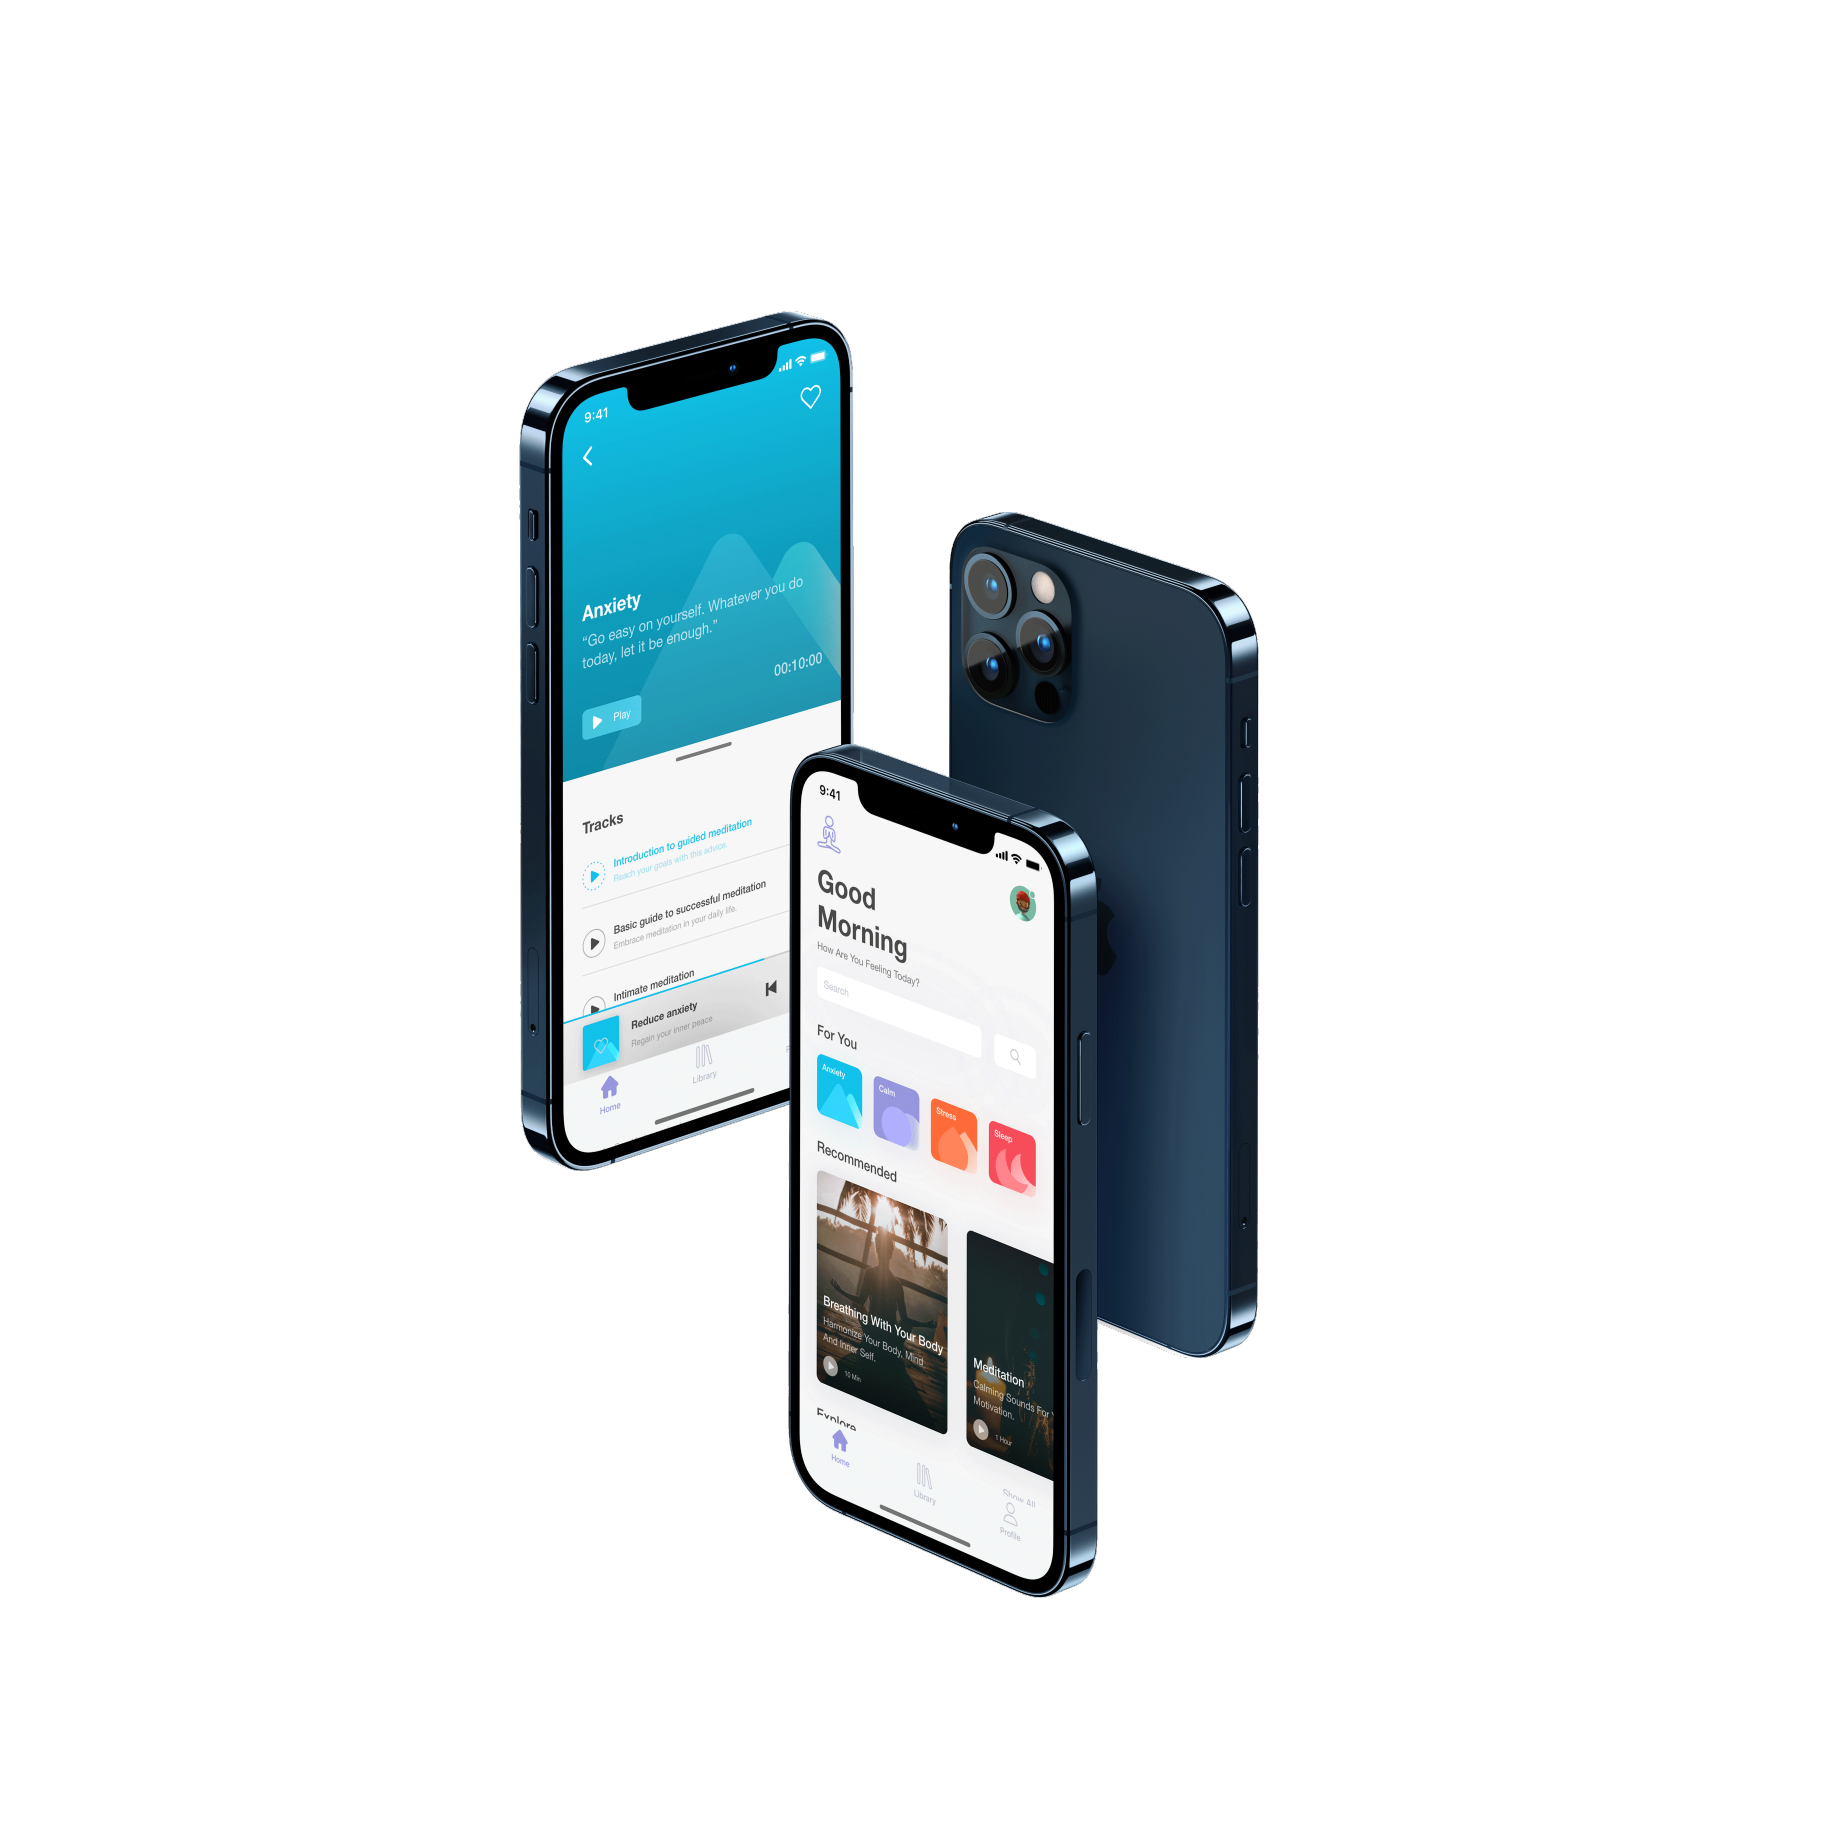 9:41
Anxiety
“Go easy on yourself. Whatever you do
today, let it be enough.”
00:10:00
Play
Tracks
Introduction to guided meditation
Reach your goals with this advice.
Basic guide to successful meditation
Embrace meditation in your daily life.
Intimate meditation
Reduce anxiety
Regain your inner peace
Home
Library
9:41
Good
Morning
How Are You Feeling Today?
Search
For You
Anxiety
Calm
Stress
Sleep
Recommended
Breathing With Your Body
Harmonize Your Body, Mind
And Inner Self.
10 Min
Meditation
Calming Sounds For
Motivation.
1 Hour
Explore
Show All
Home
Library
Profile